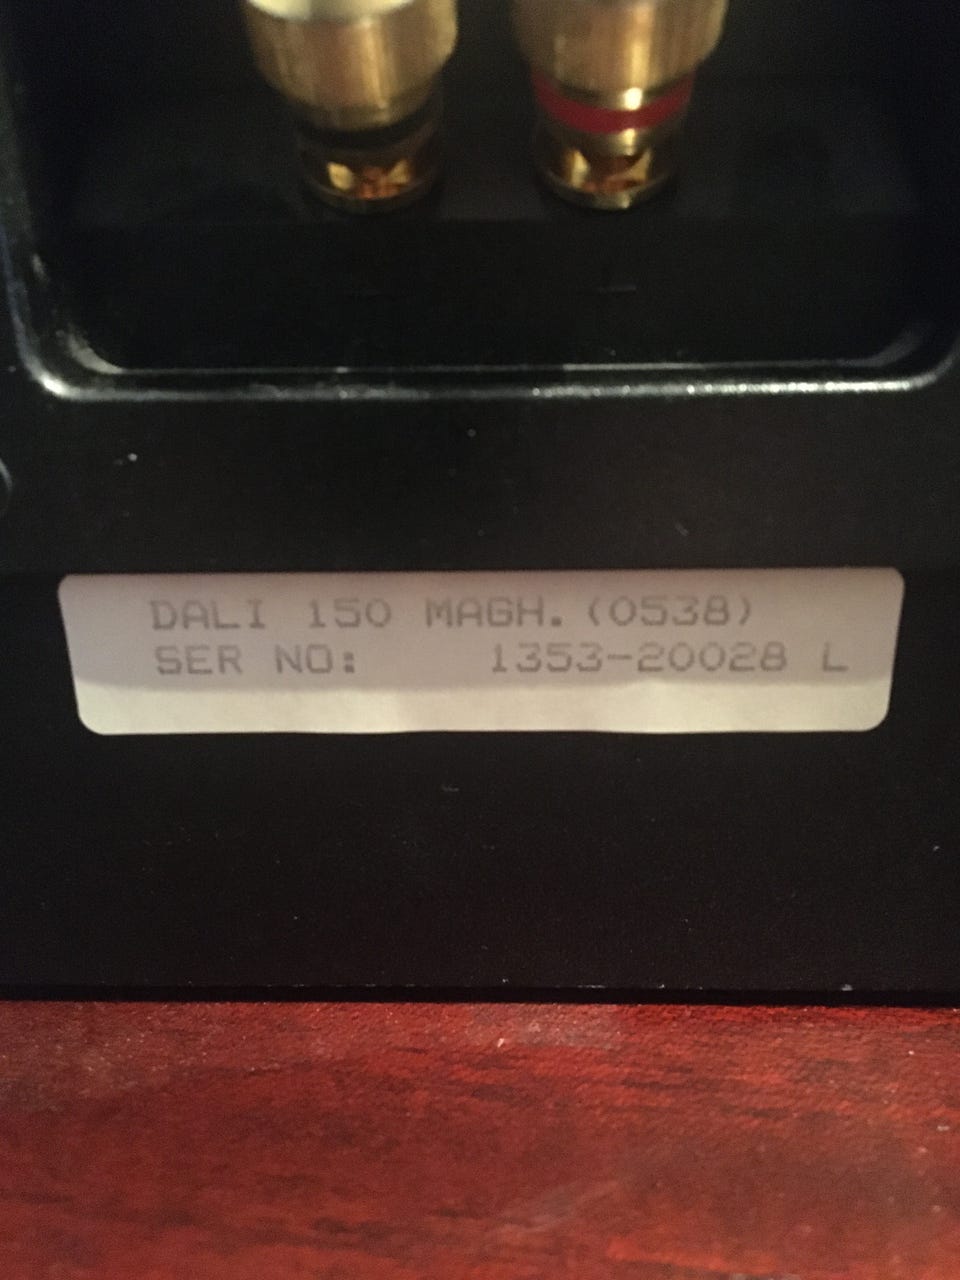 DALI 150 MAGH.(0538)
SER NO: 1353-20028 L